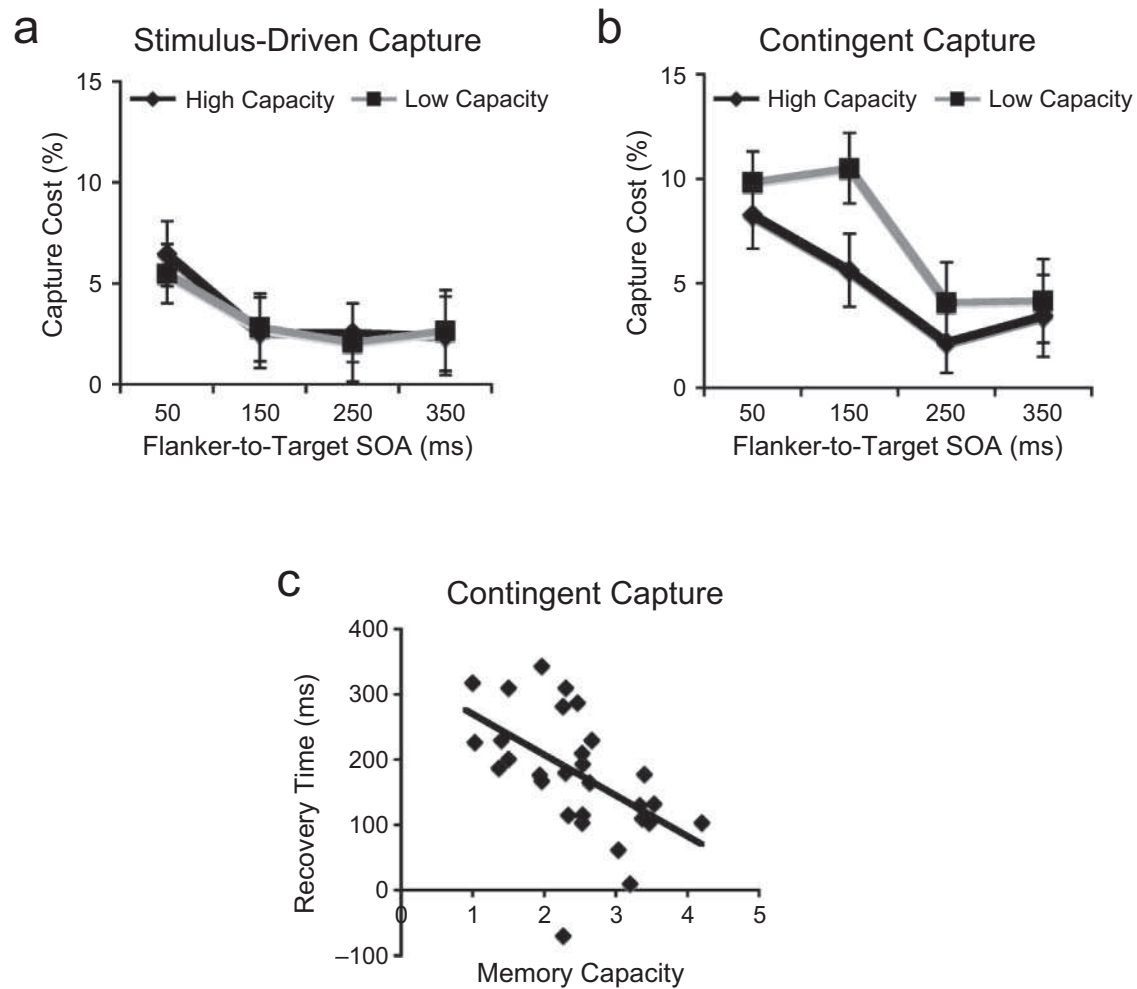 a
Stimulus-Driven Capture
15
High Capacity
Low Capacity
10
5
0
Capture Cost (%)
50 150 250 350
Flanker-to-Target SOA (ms)
b
Contingent Capture
15
High Capacity
Low Capacity
10
5
0
Capture Cost (%)
50 150 250 350
Flanker-to-Target SOA (ms)
c
Contingent Capture
400
300
200
100
0
–100
Recovery Time (ms)
0 1 2 3 4 5
Memory Capacity